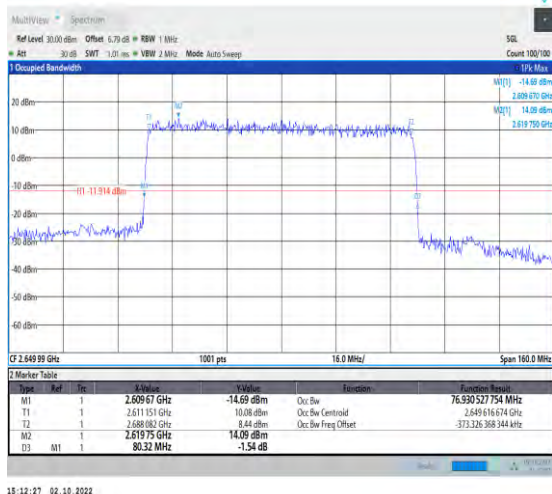 MultiView Spectrum
Ref Level 30.00 dBm Offset 6.79 dB RBW 1 MHz SGL
Att 30 dB SWT 1.01 ms VBW 2 MHz Mode Auto Sweep Count 100/100
1 Occupied Bandwidth 1Pk Max
M1[1] -14.69 dBm
2.609 670 GHz
M2[1] 14.09 dBm
2.619 750 GHz
20 dBm
10 dBm
0 dBm
-10 dBm
H1 -11.914 dBm
-20 dBm
-30 dBm
-40 dBm
-50 dBm
-60 dBm
T1
M2
T2
M1
D3
CF 2.649 99 GHz 1001 pts 16.0 MHz/ Span 160.0 MHz
2 Marker Table
Type Ref Trc X-Value Y-Value Function Function Result
M1 1 2.609 67 GHz -14.69 dBm Occ Bw 76.930 527 754 MHz
T1 1 2.611 151 GHz 10.08 dBm Occ Bw Centroid 2.649 616 674 GHz
T2 1 2.688 082 GHz 8.44 dBm Occ Bw Freq Offset -373.326 368 344 kHz
M2 1 2.619 75 GHz 14.09 dBm
D3 M1 1 80.32 MHz -1.54 dB
15:12:27 02.10.2022